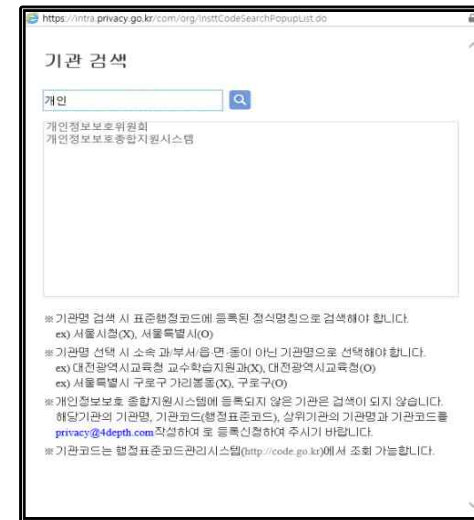 https://intra.privacy.go.kr/com/org/InsttCodeSearchPopupList.do
기관 검색
개인
개인정보보호위원회
개인정보보호종합지원시스템
※ 기관명 검색 시 표준행정코드에 등록된 정식명칭으로 검색해야 합니다.
ex) 서울시청(X), 서울특별시(O)
※ 기관명 선택 시 소속 과/부서/읍·면·동이 아닌 기관명으로 선택해야 합니다.
ex) 대전광역시교육청 교수학습지원과(X), 대전광역시교육청(O)
ex) 서울특별시 구로구 가리봉동(X), 구로구(O)
※ 개인정보보호 종합지원시스템에 등록되지 않은 기관은 검색이 되지 않습니다.
해당기관의 기관명, 기관코드(행정표준코드), 상위기관의 기관명과 기관코드를
privacy@4depth.com작성하여 로 등록신청하여 주시기 바랍니다.
※ 기관코드는 행정표준코드관리시스템(http://code.go.kr)에서 조회 가능합니다.